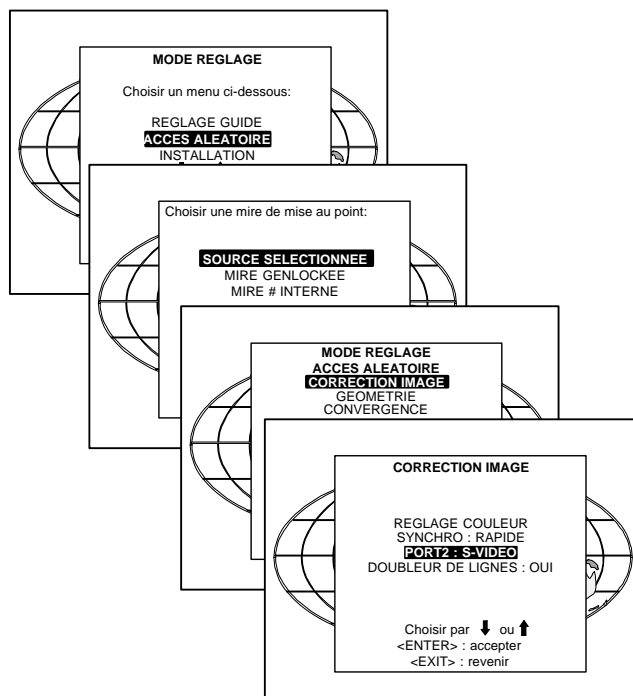 MODE REGLAGE
Choisir un menu ci-dessous:
REGLAGE GUIDE
ACCES ALEATOIRE
INSTALLATION
Choisir une mire de mise au point:
SOURCE SELECTIONNEE
MIRE GENLOCKEE
MIRE # INTERNE
MODE REGLAGE
ACCES ALEATOIRE
CORRECTION IMAGE
GEOMETRIE
CONVERGENCE
CORRECTION IMAGE
REGLAGE COULEUR
SYNCHRO : RAPIDE
PORT2 : S-VIDEO
DOUBLEUR DE LIGNES : OUI
Choisir par ⬇ ou ⬆
<ENTER> : accepter
<EXIT> : revenir